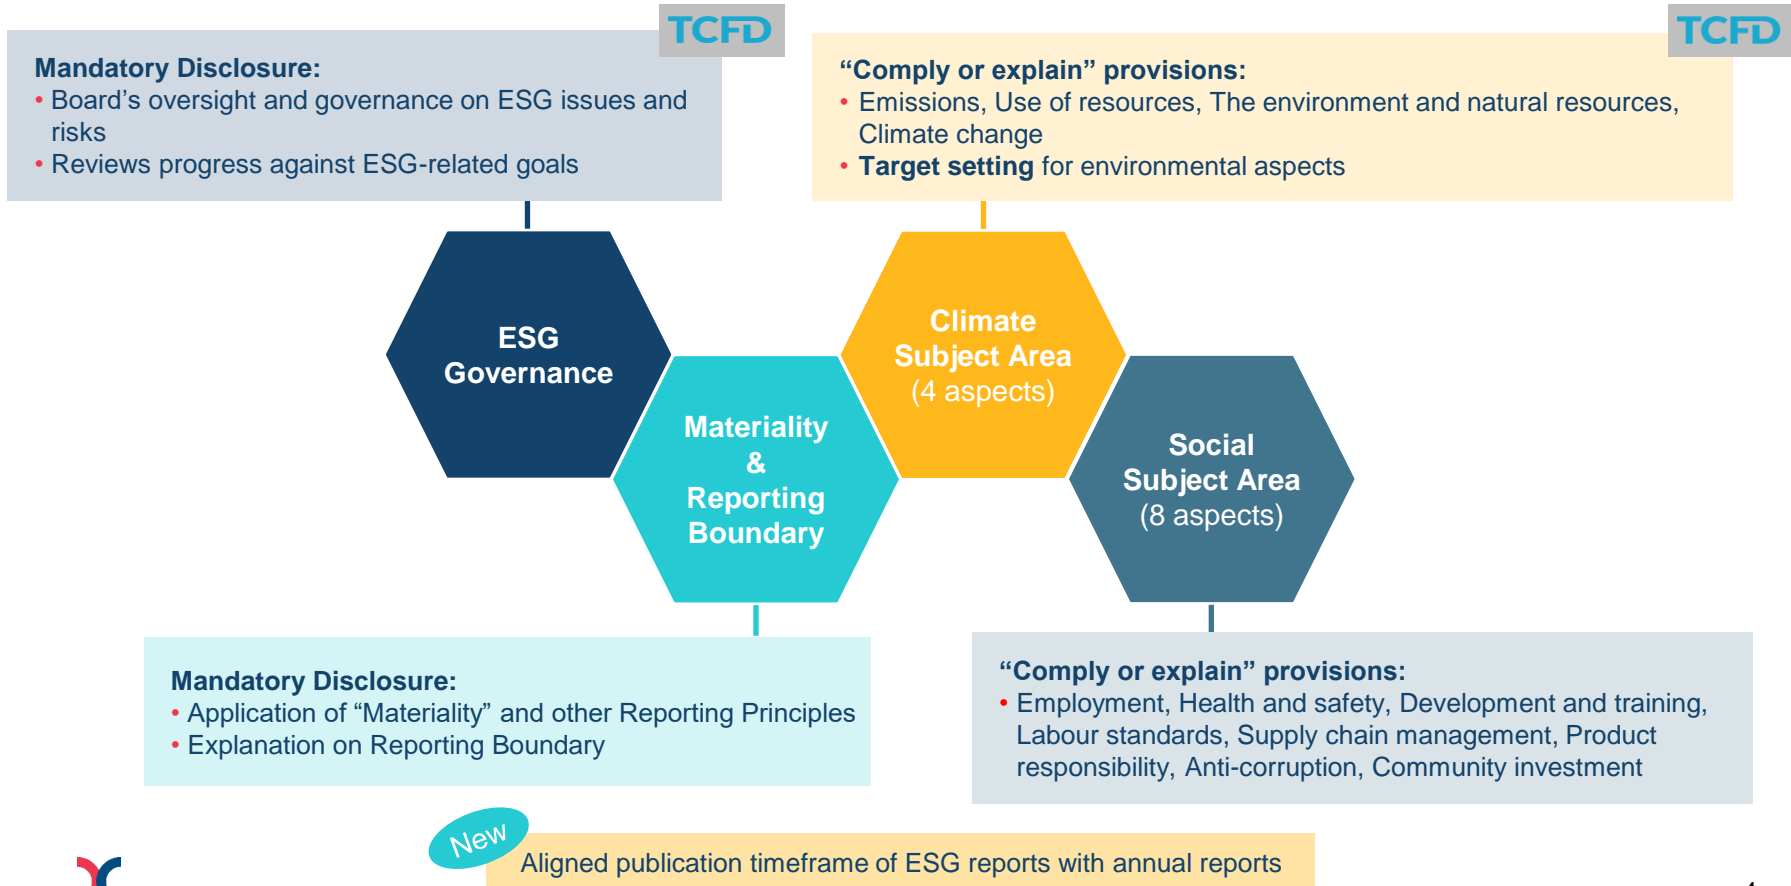 TCFD
Mandatory Disclosure:
• Board's oversight and governance on ESG issues and
risks
• Reviews progress against ESG-related goals
TCFD
“Comply or explain” provisions:
• Emissions, Use of resources, The environment and natural resources,
Climate change
• Target setting for environmental aspects
ESG
Governance
Materiality
&
Reporting
Boundary
Climate
Subject Area
(4 aspects)
Social
Subject Area
(8 aspects)
Mandatory Disclosure:
• Application of “Materiality” and other Reporting Principles
• Explanation on Reporting Boundary
“Comply or explain” provisions:
• Employment, Health and safety, Development and training,
Labour standards, Supply chain management, Product
responsibility, Anti-corruption, Community investment
New
Aligned publication timeframe of ESG reports with annual reports